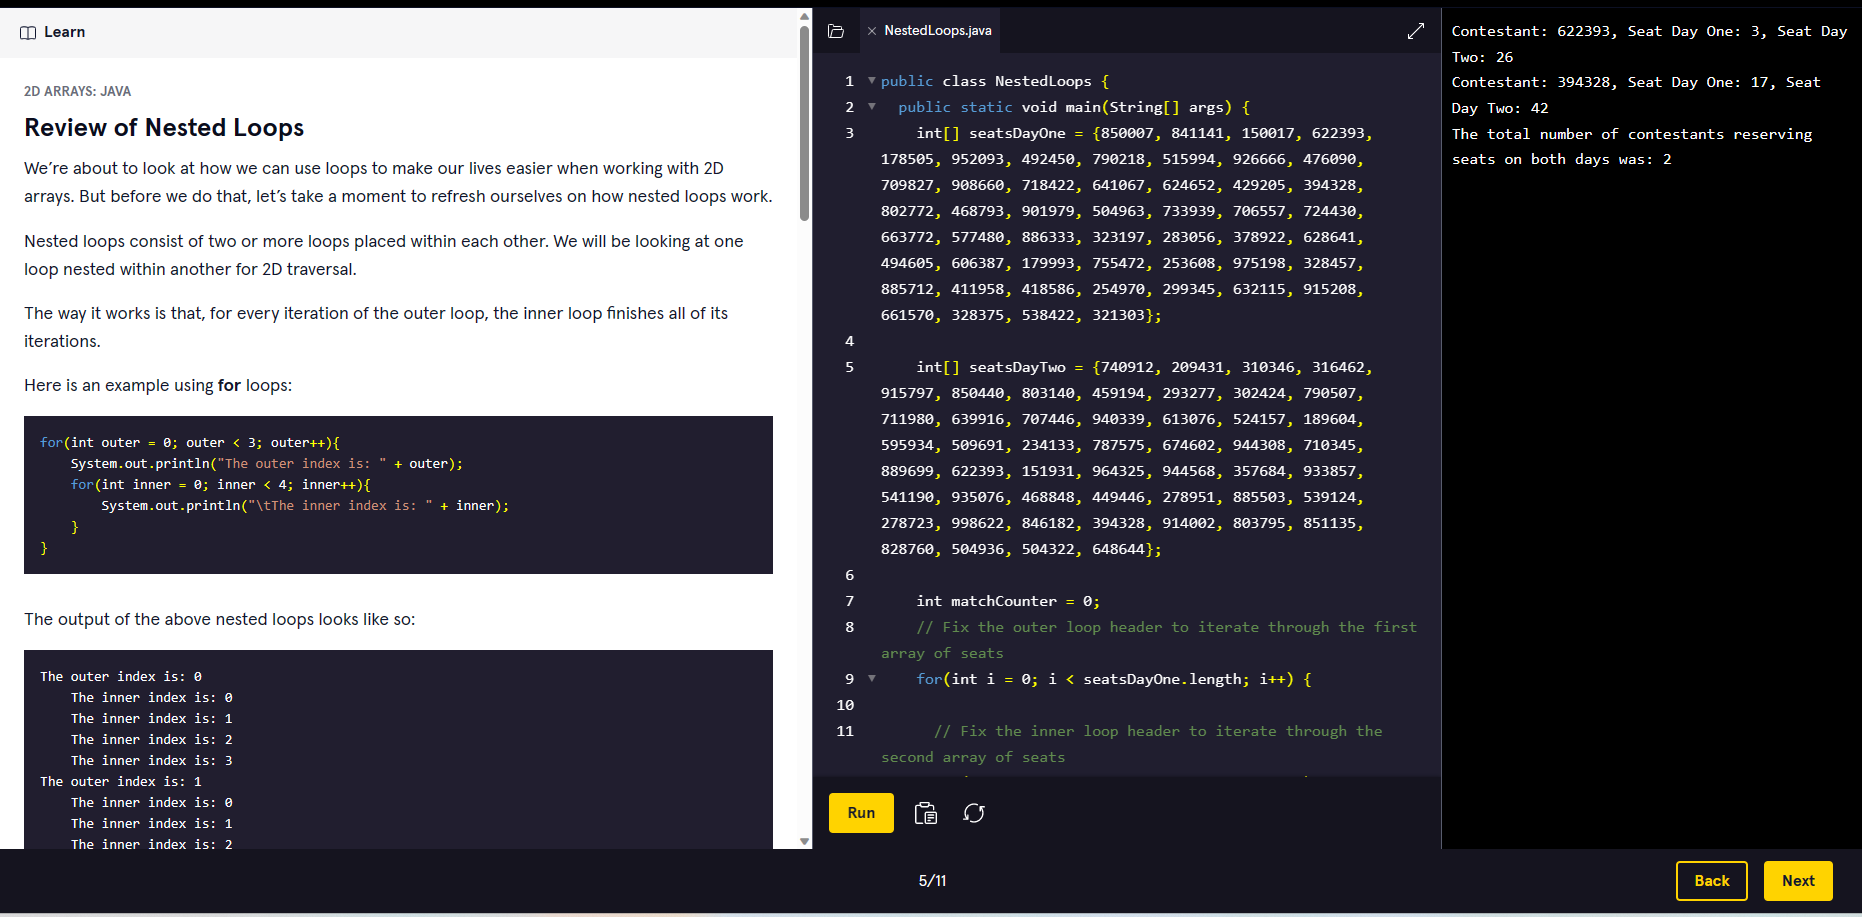 Learn
2D ARRAYS: JAVA
Review of Nested Loops
We’re about to look at how we can use loops to make our lives easier when working with 2D
arrays. But before we do that, let’s take a moment to refresh ourselves on how nested loops work.
Nested loops consist of two or more loops placed within each other. We will be looking at one
loop nested within another for 2D traversal.
The way it works is that, for every iteration of the outer loop, the inner loop finishes all of its
iterations.
Here is an example using for loops:
for(int outer = 0; outer < 3; outer++){
    System.out.println("The outer index is: " + outer);
    for(int inner = 0; inner < 4; inner++){
        System.out.println("\tThe inner index is: " + inner);
    }
}
The output of the above nested loops looks like so:
The outer index is: 0
    The inner index is: 0
    The inner index is: 1
    The inner index is: 2
    The inner index is: 3
The outer index is: 1
    The inner index is: 0
    The inner index is: 1
    The inner index is: 2
NestedLoops.java
1 public class NestedLoops {
2   public static void main(String[] args) {
3     int[] seatsDayOne = {850007, 841141, 150017, 622393,
178505, 952093, 492450, 790218, 515994, 926666, 476090,
709827, 908660, 718422, 641067, 624652, 429205, 394328,
802772, 468793, 901979, 504963, 733939, 706557, 724430,
663772, 577480, 886333, 323197, 283056, 378922, 628641,
494605, 606387, 179993, 755472, 253608, 975198, 328457,
885712, 411958, 418586, 254970, 299345, 632115, 915208,
661570, 328375, 538422, 321303};
4
5     int[] seatsDayTwo = {740912, 209431, 310346, 316462,
915797, 850440, 803140, 459194, 293277, 302424, 790507,
711980, 639916, 707446, 940339, 613076, 524157, 189604,
595934, 509691, 234133, 787575, 674602, 944308, 710345,
889699, 622393, 151931, 964325, 944568, 357684, 933857,
541190, 935076, 468848, 449446, 278951, 885503, 539124,
278723, 998622, 846182, 394328, 914002, 803795, 851135,
828760, 504936, 504322, 648644};
6
7     int matchCounter = 0;
8     // Fix the outer loop header to iterate through the first
array of seats
9     for(int i = 0; i < seatsDayOne.length; i++) {
10
11       // Fix the inner loop header to iterate through the
second array of seats
Run
Contestant: 622393, Seat Day One: 3, Seat Day
Two: 26
Contestant: 394328, Seat Day One: 17, Seat
Day Two: 42
The total number of contestants reserving
seats on both days was: 2
5/11
Back
Next